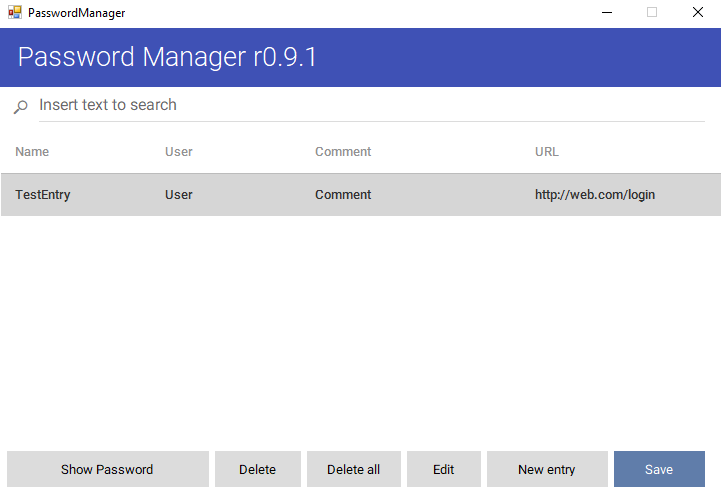 PasswordManager
Password Manager r0.9.1
Insert text to search
Name User Comment URL
TestEntry User Comment http://web.com/login
Show Password Delete Delete all Edit New entry Save